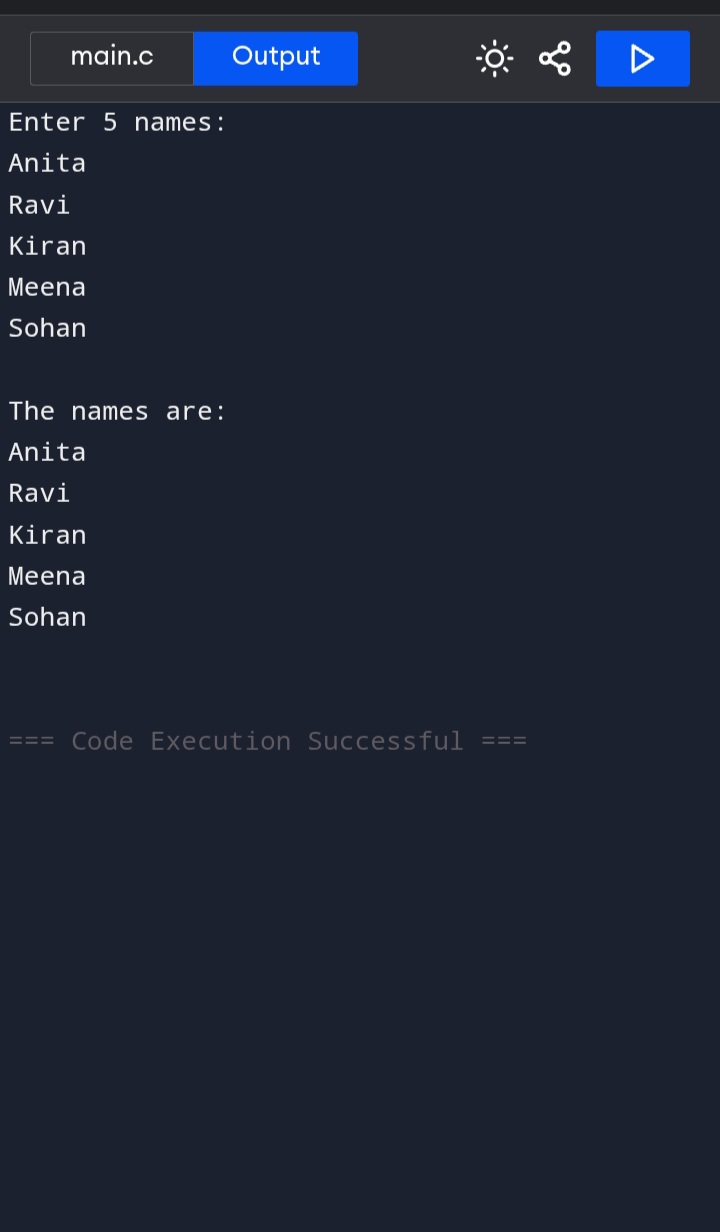 main.c Output
Enter 5 names:
Anita
Ravi
Kiran
Meena
Sohan
The names are:
Anita
Ravi
Kiran
Meena
Sohan
=== Code Execution Successful ===